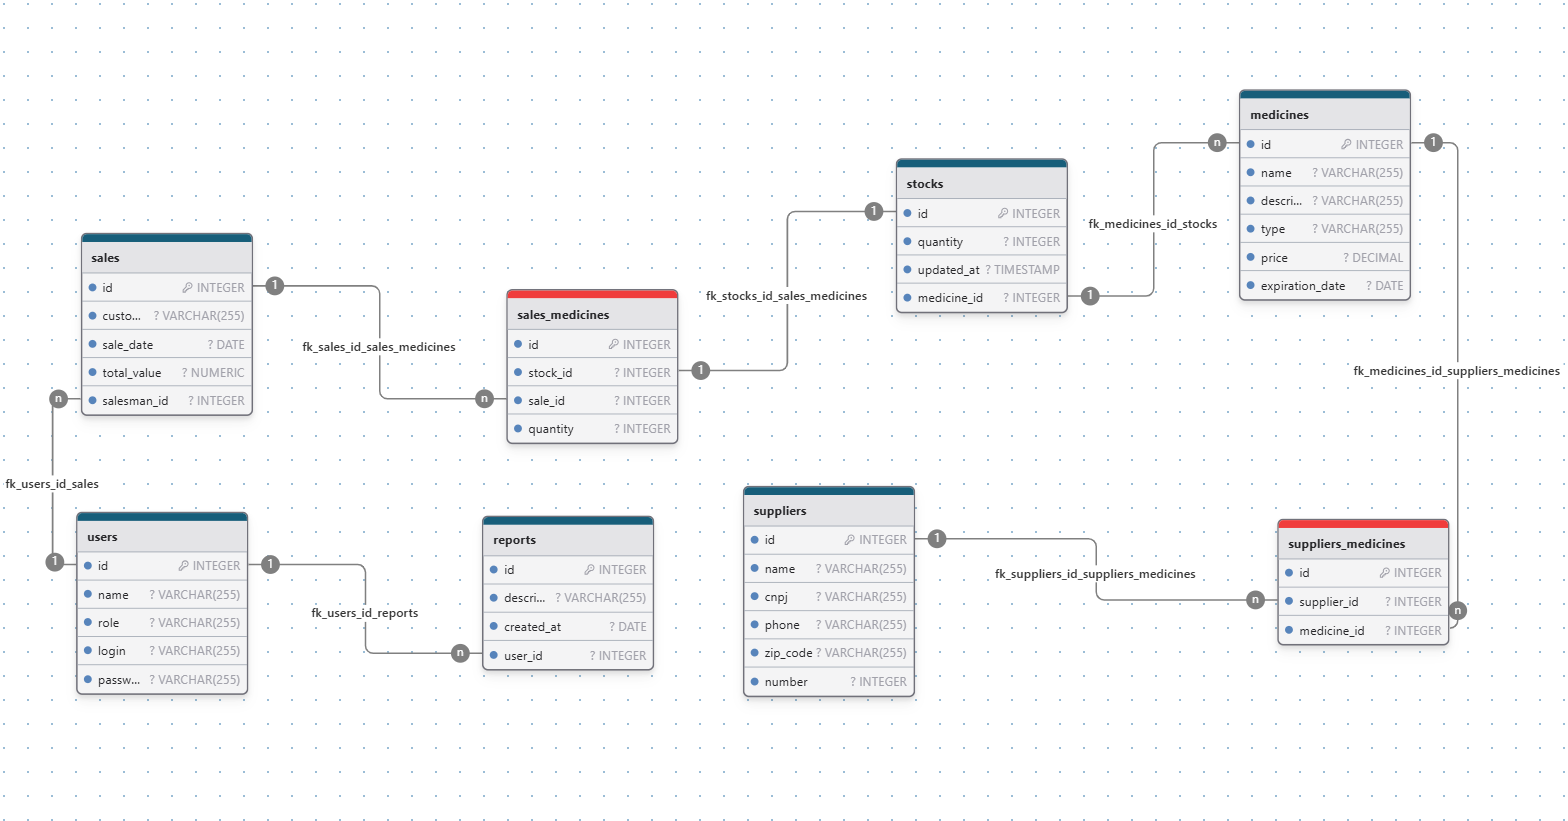 medicines
id INTEGER
name ? VARCHAR(255)
descri... ? VARCHAR(255)
type ? VARCHAR(255)
price ? DECIMAL
expiration_date ? DATE
n
1
stocks
id INTEGER
quantity ? INTEGER
updated_at ? TIMESTAMP
medicine_id ? INTEGER
1
1
fk_medicines_id_stocks
sales
id INTEGER
custo... ? VARCHAR(255)
sale_date ? DATE
total_value ? NUMERIC
salesman_id ? INTEGER
1
n
fk_sales_id_sales_medicines
sales_medicines
id INTEGER
stock_id ? INTEGER
sale_id ? INTEGER
quantity ? INTEGER
1
n
fk_stocks_id_sales_medicines
fk_medicines_id_suppliers_medicines
fk_users_id_sales
users
id INTEGER
name ? VARCHAR(255)
role ? VARCHAR(255)
login ? VARCHAR(255)
passw... ? VARCHAR(255)
1
1
fk_users_id_reports
reports
id INTEGER
descri... ? VARCHAR(255)
created_at ? DATE
user_id ? INTEGER
n
suppliers
id INTEGER
name ? VARCHAR(255)
cnpj ? VARCHAR(255)
phone ? VARCHAR(255)
zip_code ? VARCHAR(255)
number ? INTEGER
1
fk_suppliers_id_suppliers_medicines
suppliers_medicines
id INTEGER
supplier_id ? INTEGER
medicine_id ? INTEGER
n
n